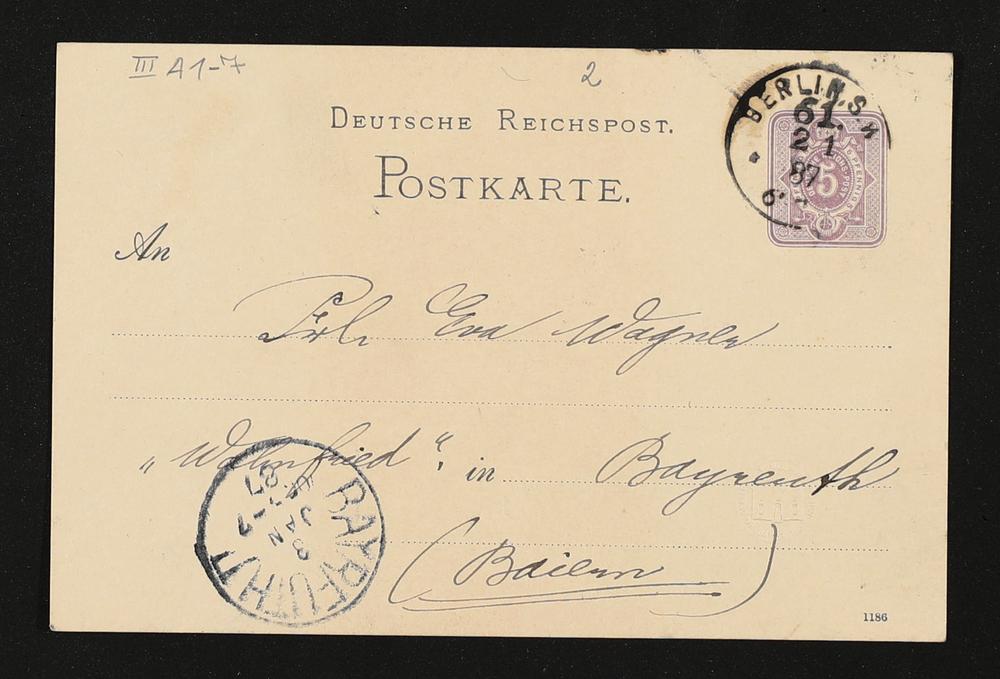 III A1-7
2
DEUTSCHE REICHSPOST.
POSTKARTE.
BERLIN.S.W
61.
2 1
87
5
An
Frl. Eva Wagner
„Wahnfried“. in Bayreuth
(Baiern)
BAYREUTH
3
JAN
87
1186